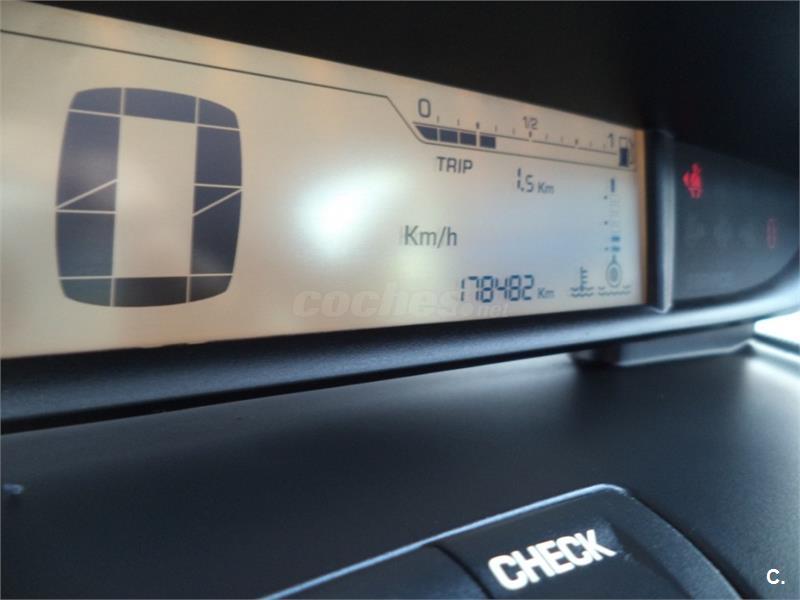 0 1/2 1
TRIP
1.5 Km
0
Km/h
178482 Km
coches.net
CHECK
C.